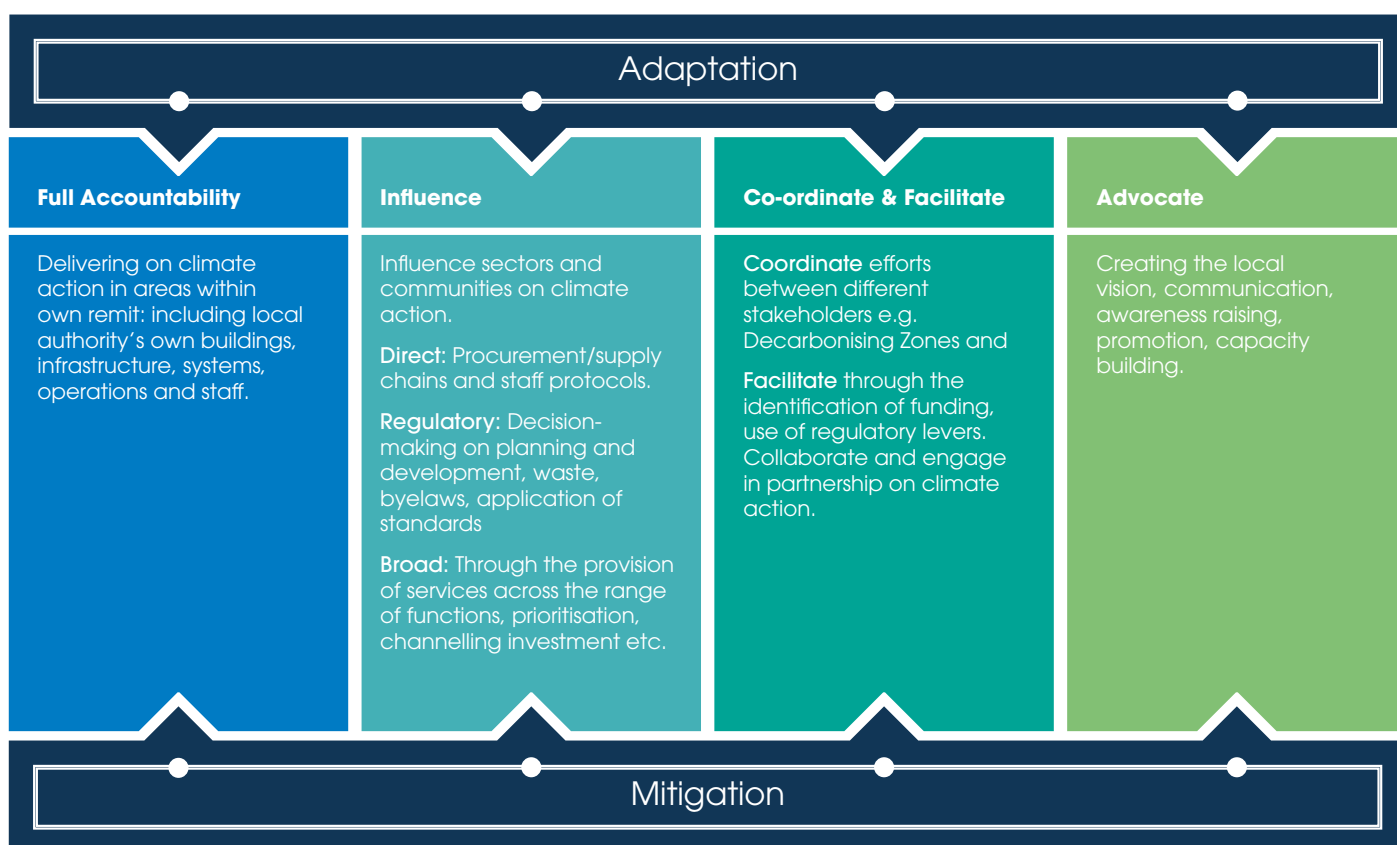 Adaptation
Full Accountability
Delivering on climate
action in areas within
own remit: including local
authority's own buildings,
infrastructure, systems,
operations and staff.
Influence
Influence sectors and
communities on climate
action.
Direct: Procurement/supply
chains and staff protocols.
Regulatory: Decision-
making on planning and
development, waste,
byelaws, application of
standards
Broad: Through the provision
of services across the range
of functions, prioritisation,
channelling investment etc.
Co-ordinate & Facilitate
Coordinate efforts
between different
stakeholders e.g.
Decarbonising Zones and
Facilitate through the
identification of funding,
use of regulatory levers.
Collaborate and engage
in partnership on climate
action.
Advocate
Creating the local
vision, communication,
awareness raising,
promotion, capacity
building.
Mitigation